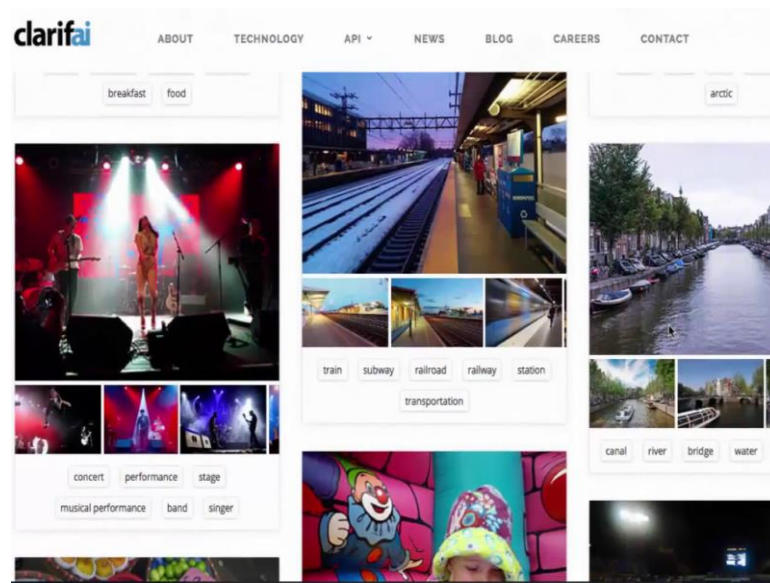 clarifai
ABOUT TECHNOLOGY API NEWS BLOG CAREERS CONTACT
breakfast food
concert performance stage
musical performance band singer
train subway railroad railway station
transportation
arctic
canal river bridge water